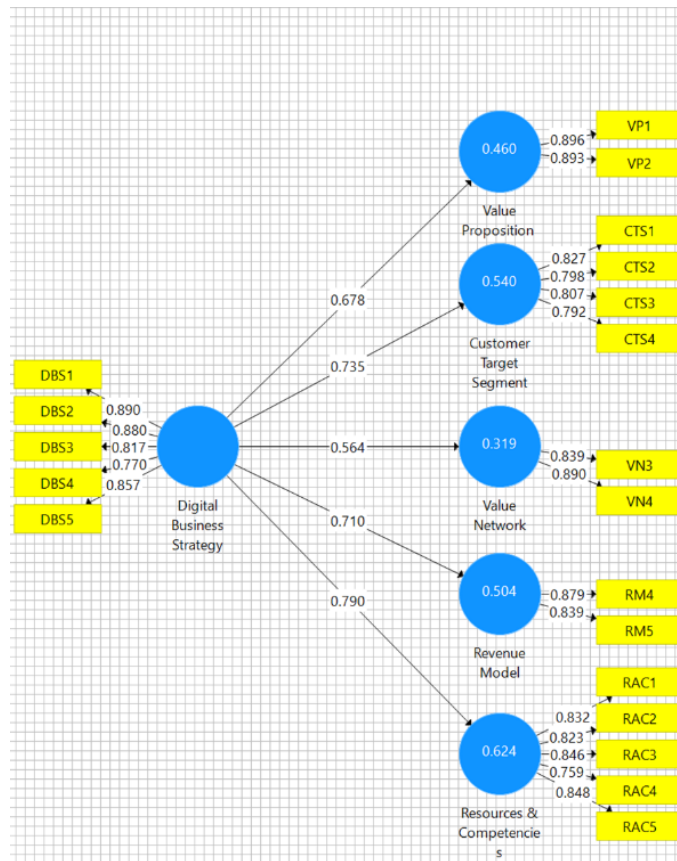 VP1
0.896
0.460
0.893
VP2
Value
Proposition
CTS1
0.827
CTS2
0.798
0.540
0.807
CTS3
0.792
CTS4
Customer
Target
Segment
0.678
0.735
DBS1
DBS2
0.890
0.880
DBS3
0.817
0.770
DBS4
0.857
DBS5
Digital
Business
Strategy
0.564
0.319
0.839
VN3
0.890
VN4
Value
Network
0.710
0.504
0.879
RM4
0.839
RM5
Revenue
Model
0.790
RAC1
0.832
RAC2
0.823
0.624
0.846
RAC3
0.759
RAC4
0.848
RAC5
Resources &
Competencie
s